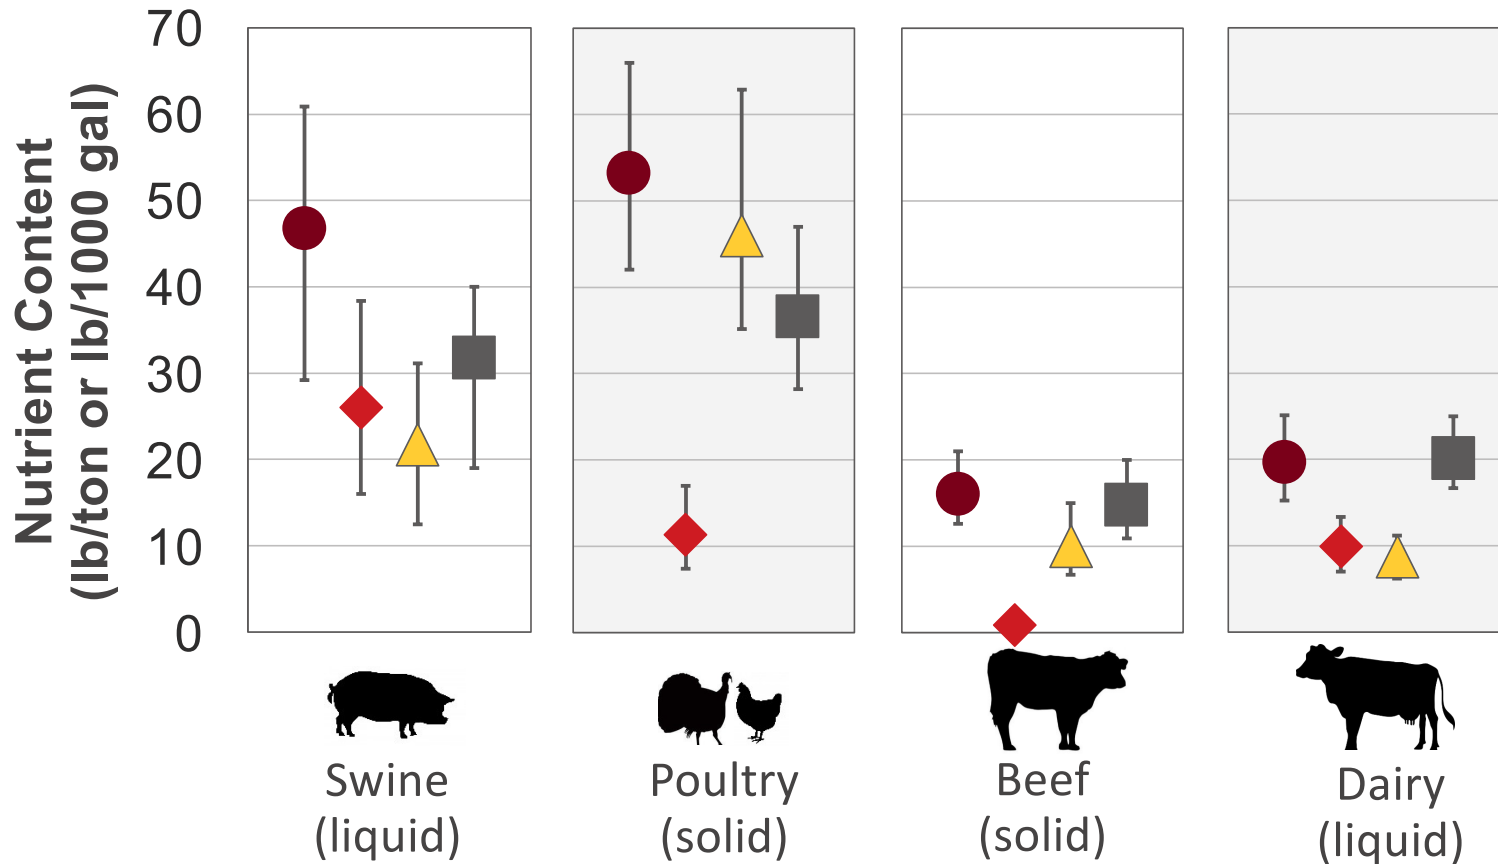 Nutrient Content
(lb/ton or lb/1000 gal)
70
60
50
40
30
20
10
0
Swine
(liquid)
Poultry
(solid)
Beef
(solid)
Dairy
(liquid)